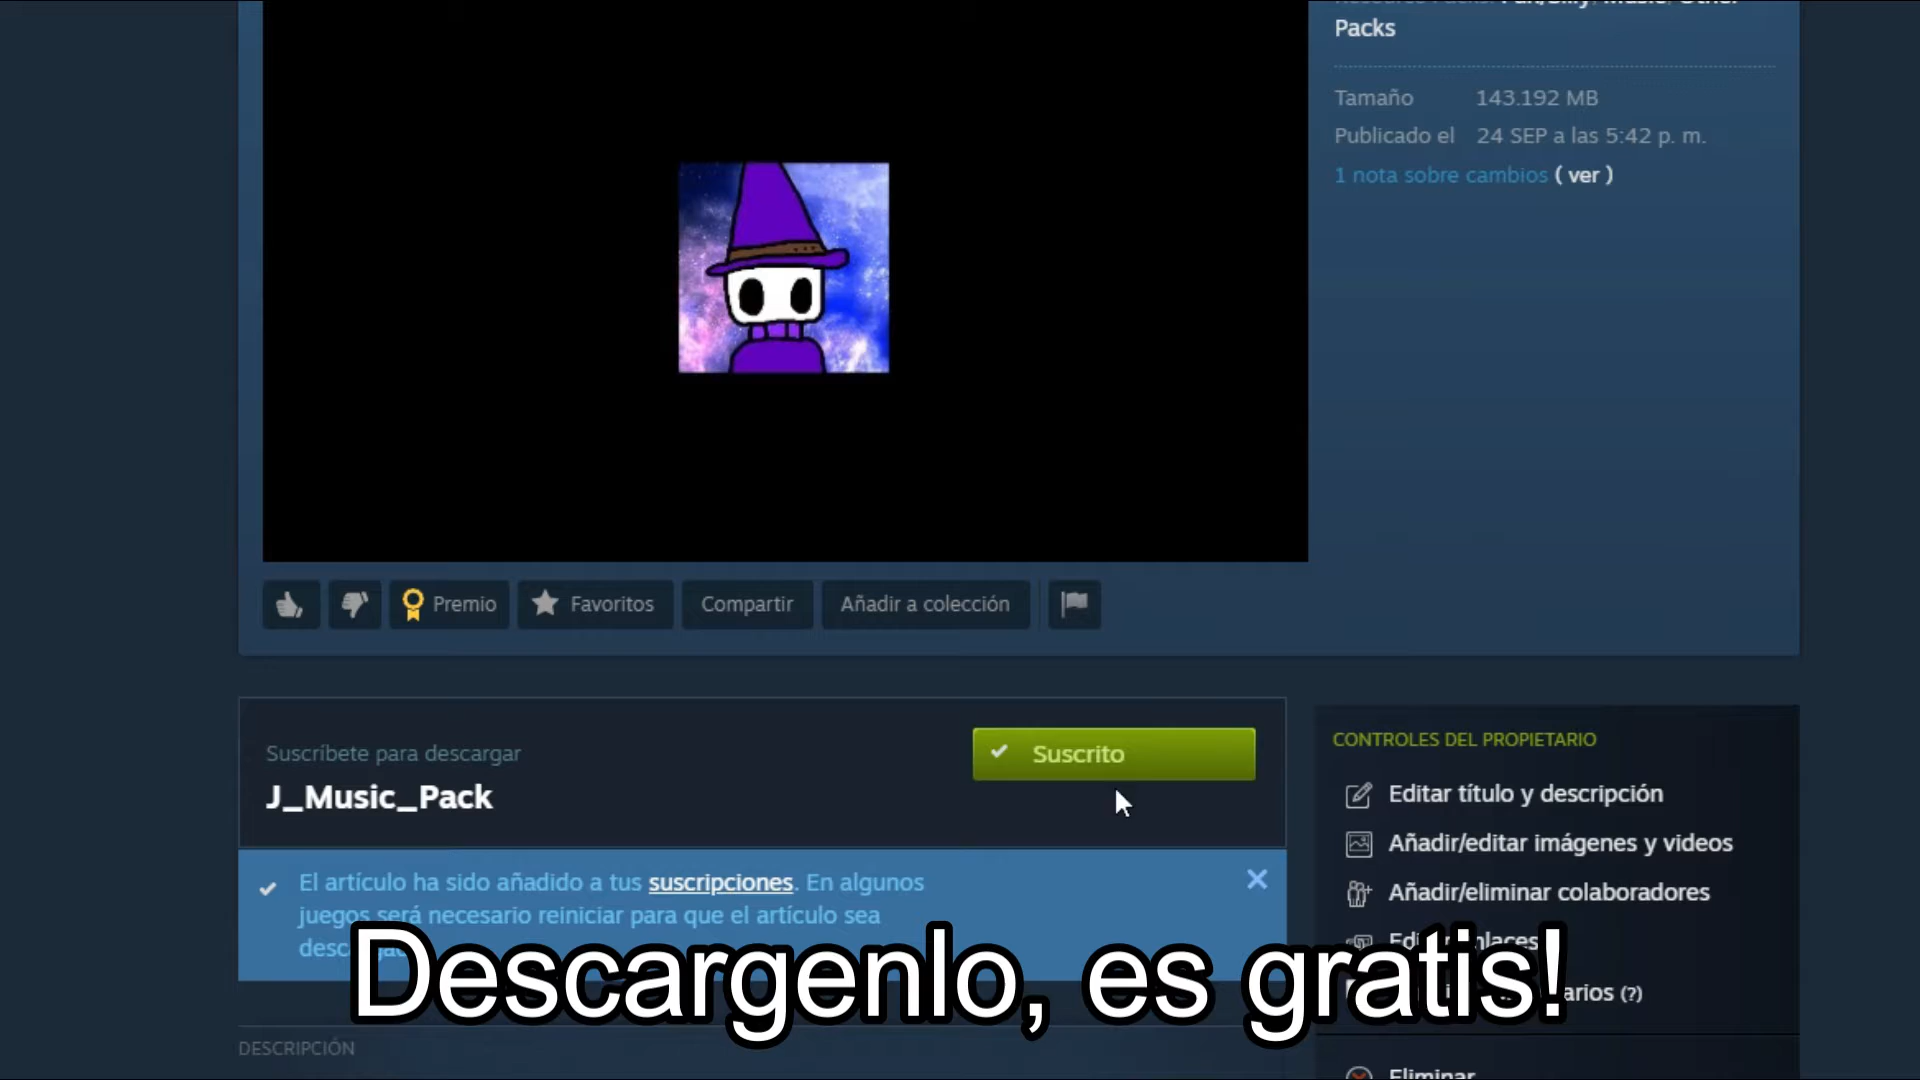 Packs
Tamaño 143.192 MB
Publicado el 24 SEP a las 5:42 p. m.
1 nota sobre cambios ( ver )
Premio
Favoritos
Compartir
Añadir a colección
Suscríbete para descargar
J_Music_Pack
Suscrito
El artículo ha sido añadido a tus suscripciones. En algunos
juegos será necesario reiniciar para que el artículo sea
Descargenlo, es gratis!
DESCRIPCIÓN
CONTROLES DEL PROPIETARIO
Editar título y descripción
Añadir/editar imágenes y videos
Añadir/eliminar colaboradores
(?)
Eliminar